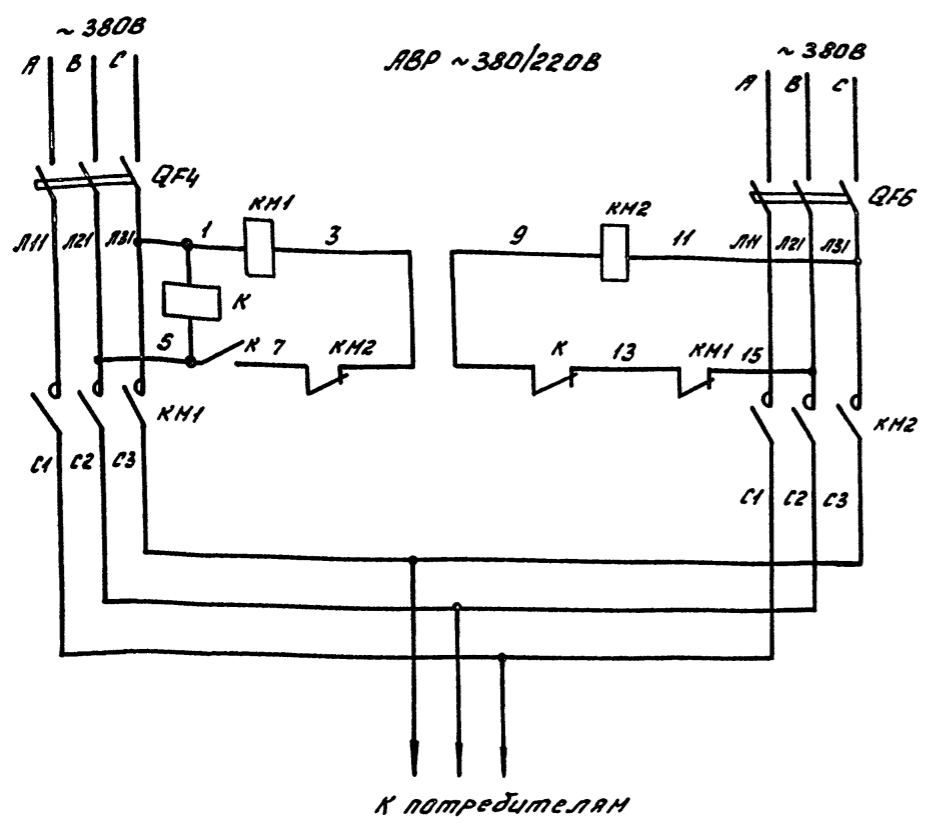 ~ 380В
А В С
АВР ~380/220В
~ 380В
А В С
QF4
QF6
Л11 Л21 Л31
1
КМ1
3
9
КМ2
11
Л11 Л21 Л31
К
5
К
7
КМ2
К
13
КМ1
15
КМ1
КМ2
С1 С2 С3
С1 С2 С3
К потребителям